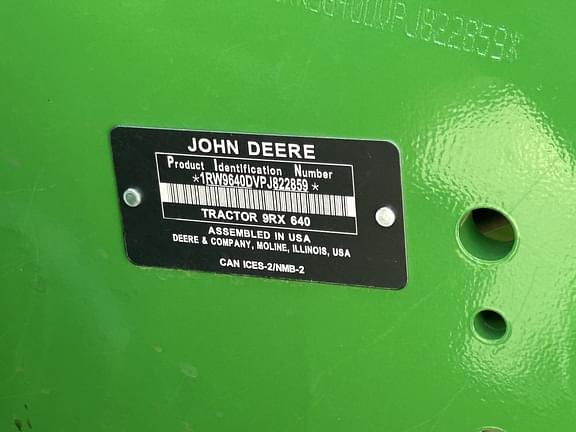 9640DVPJ822859*
JOHN DEERE
Product Identification Number
*1RW9640DVPJ822859*
TRACTOR 9RX 640
ASSEMBLED IN USA
DEERE & COMPANY, MOLINE, ILLINOIS, USA
CAN ICES-2/NMB-2